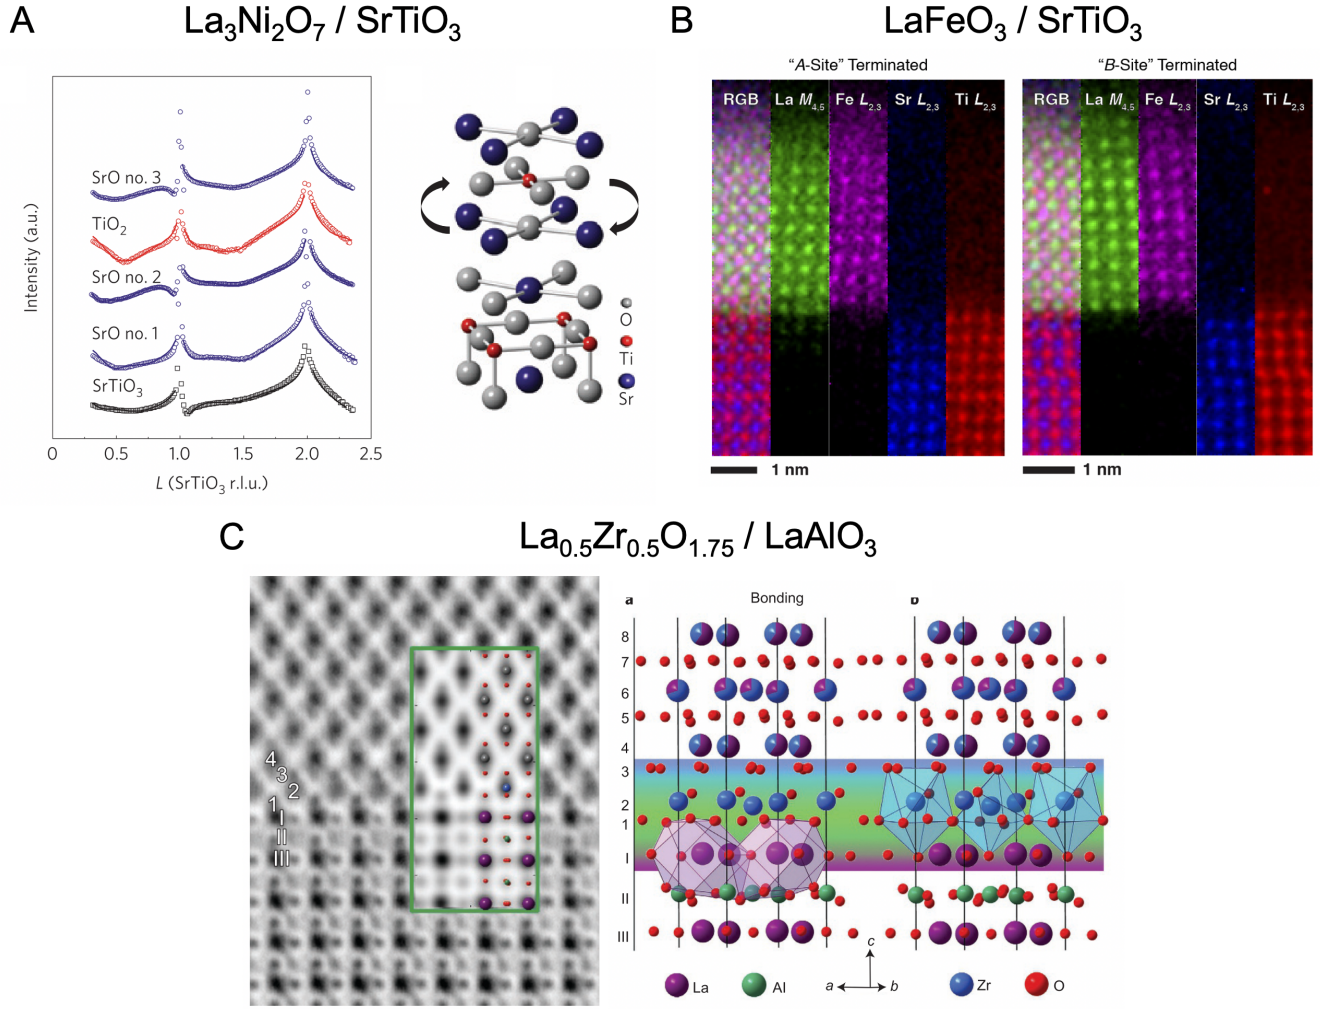 A
La₃Ni₂O₇ / SrTiO₃
Intensity (a.u.)
SrO no. 3
TiO₂
SrO no. 2
SrO no. 1
SrTiO₃
0 0.5 1.0 1.5 2.0 2.5
L (SrTiO₃ r.l.u.)
O
Ti
Sr
B
LaFeO₃ / SrTiO₃
“A-Site” Terminated
RGB La M₄,₅ Fe L₂,₃ Sr L₂,₃ Ti L₂,₃
1 nm
“B-Site” Terminated
RGB La M₄,₅ Fe L₂,₃ Sr L₂,₃ Ti L₂,₃
1 nm
C
La₀.₅Zr₀.₅O₁.₇₅ / LaAlO₃
4
3
2
1
I
II
III
a
Bonding
b
8
7
6
5
4
3
2
1
I
II
III
c
a b
La
Al
Zr
O